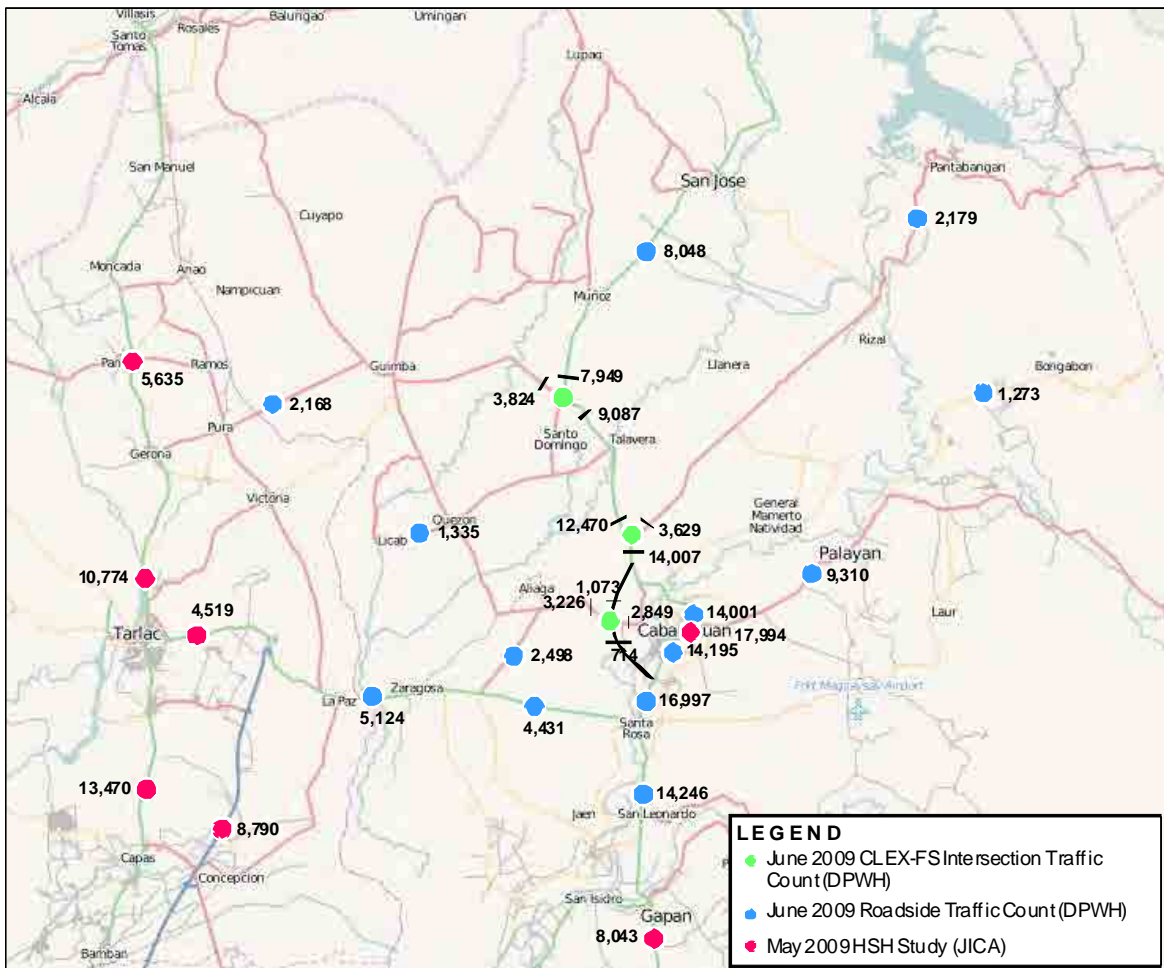 Villasis
Balungao
Umingan
Rosales
Santo
Tomas
Lupao
Alcala
San Manuel
Pantabangan
San Jose
Cuyapo
2,179
8,048
Moncada
Anao
Nampicuan
Muñoz
Rizal
Pan
Ramos
Guimba
Llanera
Bongabon
5,635
7,949
3,824
2,168
9,087
1,273
Pura
Santo
Domingo
Talavera
Gerona
Victoria
General
Mamerto
Natividad
Quezon
Licab
1,335
12,470
3,629
14,007
Palayan
9,310
10,774
Aliaga
1,073
3,226
2,849
14,001
Laur
4,519
Tarlac
Caba uan
17,994
714
14,195
2,498
La Paz
Zaragosa
5,124
4,431
16,997
Santa
Rosa
Fort Magsaysay Airport
13,470
14,246
Jaen
San Leonardo
8,790
Capas
Concepcion
San Isidro
Gapan
8,043
Bamban
LEGEND
June 2009 CLEX-FS Intersection Traffic
Count (DPWH)
June 2009 Roadside Traffic Count (DPWH)
May 2009 HSH Study (JICA)